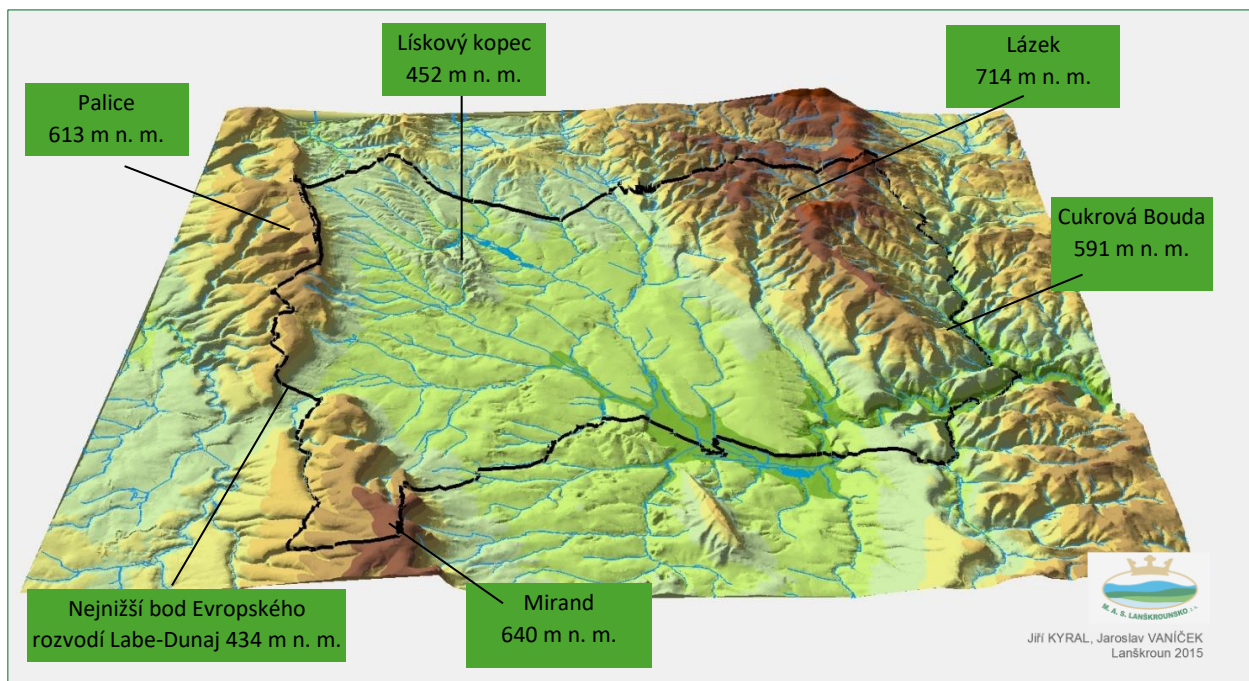 Lískový kopec
452 m n. m.
Lázek
714 m n. m.
Palice
613 m n. m.
Cukrová Bouda
591 m n. m.
Nejnižší bod Evropského
rozvodí Labe-Dunaj 434 m n. m.
Mirand
640 m n. m.
M. A. S. LANŠKROUNSKO
Jiří KYRAL, Jaroslav VANÍČEK
Lanškroun 2015